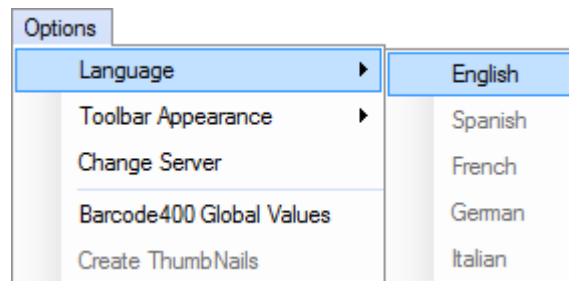 Options
Language
Toolbar Appearance
Change Server
Barcode400 Global Values
Create ThumbNails
English
Spanish
French
German
Italian